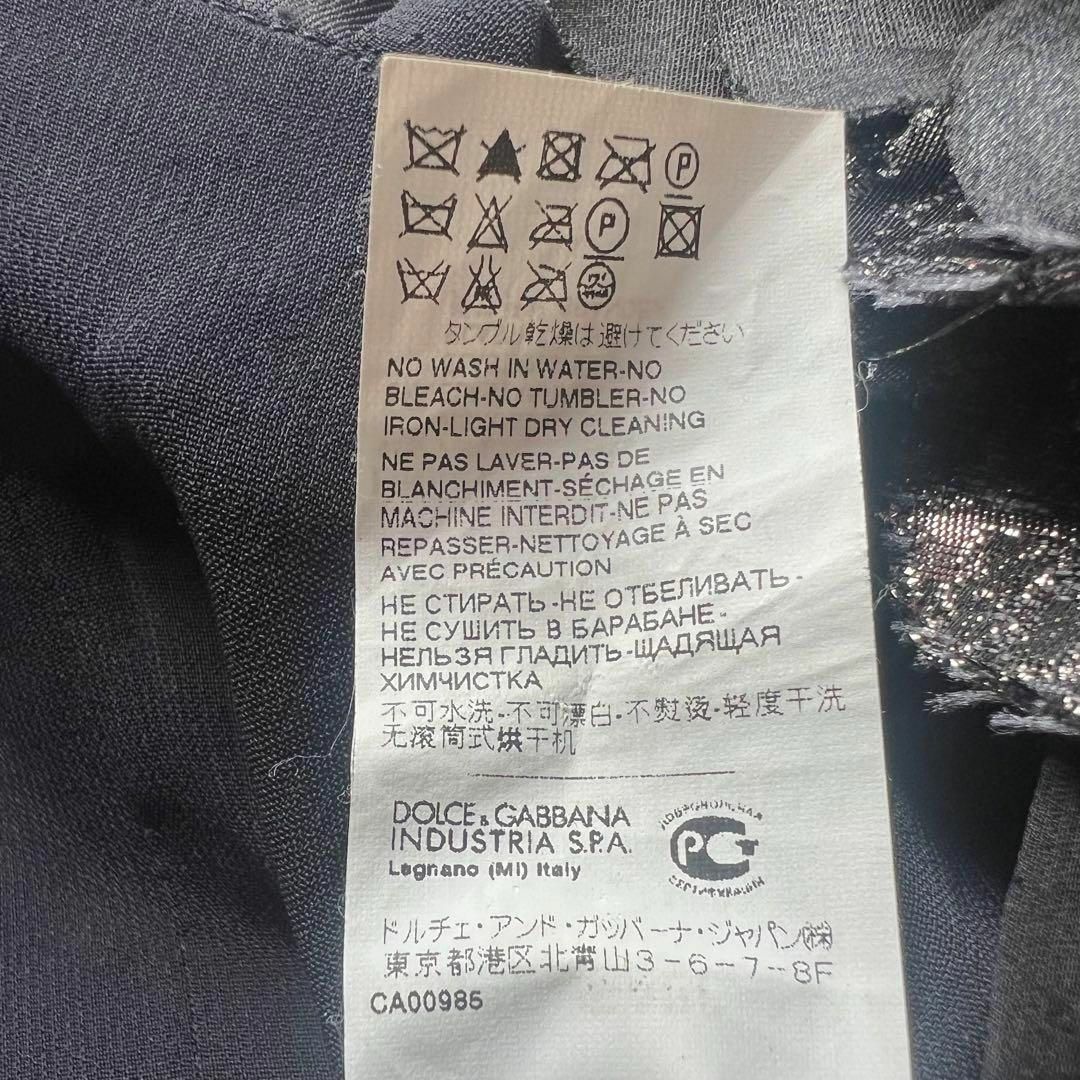 タンブル乾燥は避けてください
NO WASH IN WATER-NO
BLEACH-NO TUMBLER-NO
IRON-LIGHT DRY CLEANING
NE PAS LAVER-PAS DE
BLANCHIMENT-SÉCHAGE EN
MACHINE INTERDIT-NE PAS
REPASSER-NETTOYAGE À SEC
AVEC PRÉCAUTION
НЕ СТИРАТЬ-НЕ ОТБЕЛИВАТЬ-
НЕ СУШИТЬ В БАРАБАНЕ-
НЕЛЬЗЯ ГЛАДИТЬ-ЩАДЯЩАЯ
ХИМЧИСТКА
不可水洗-不可漂白-不熨烫-轻度干洗
无滚筒式烘干机
DOLCE & GABBANA
INDUSTRIA S.P.A.
Legnano (MI) Italy
PCT
ドルチェ・アンド・ガッバーナ・ジャパン㈱
東京都港区北青山3-6-7-8F
CA00985